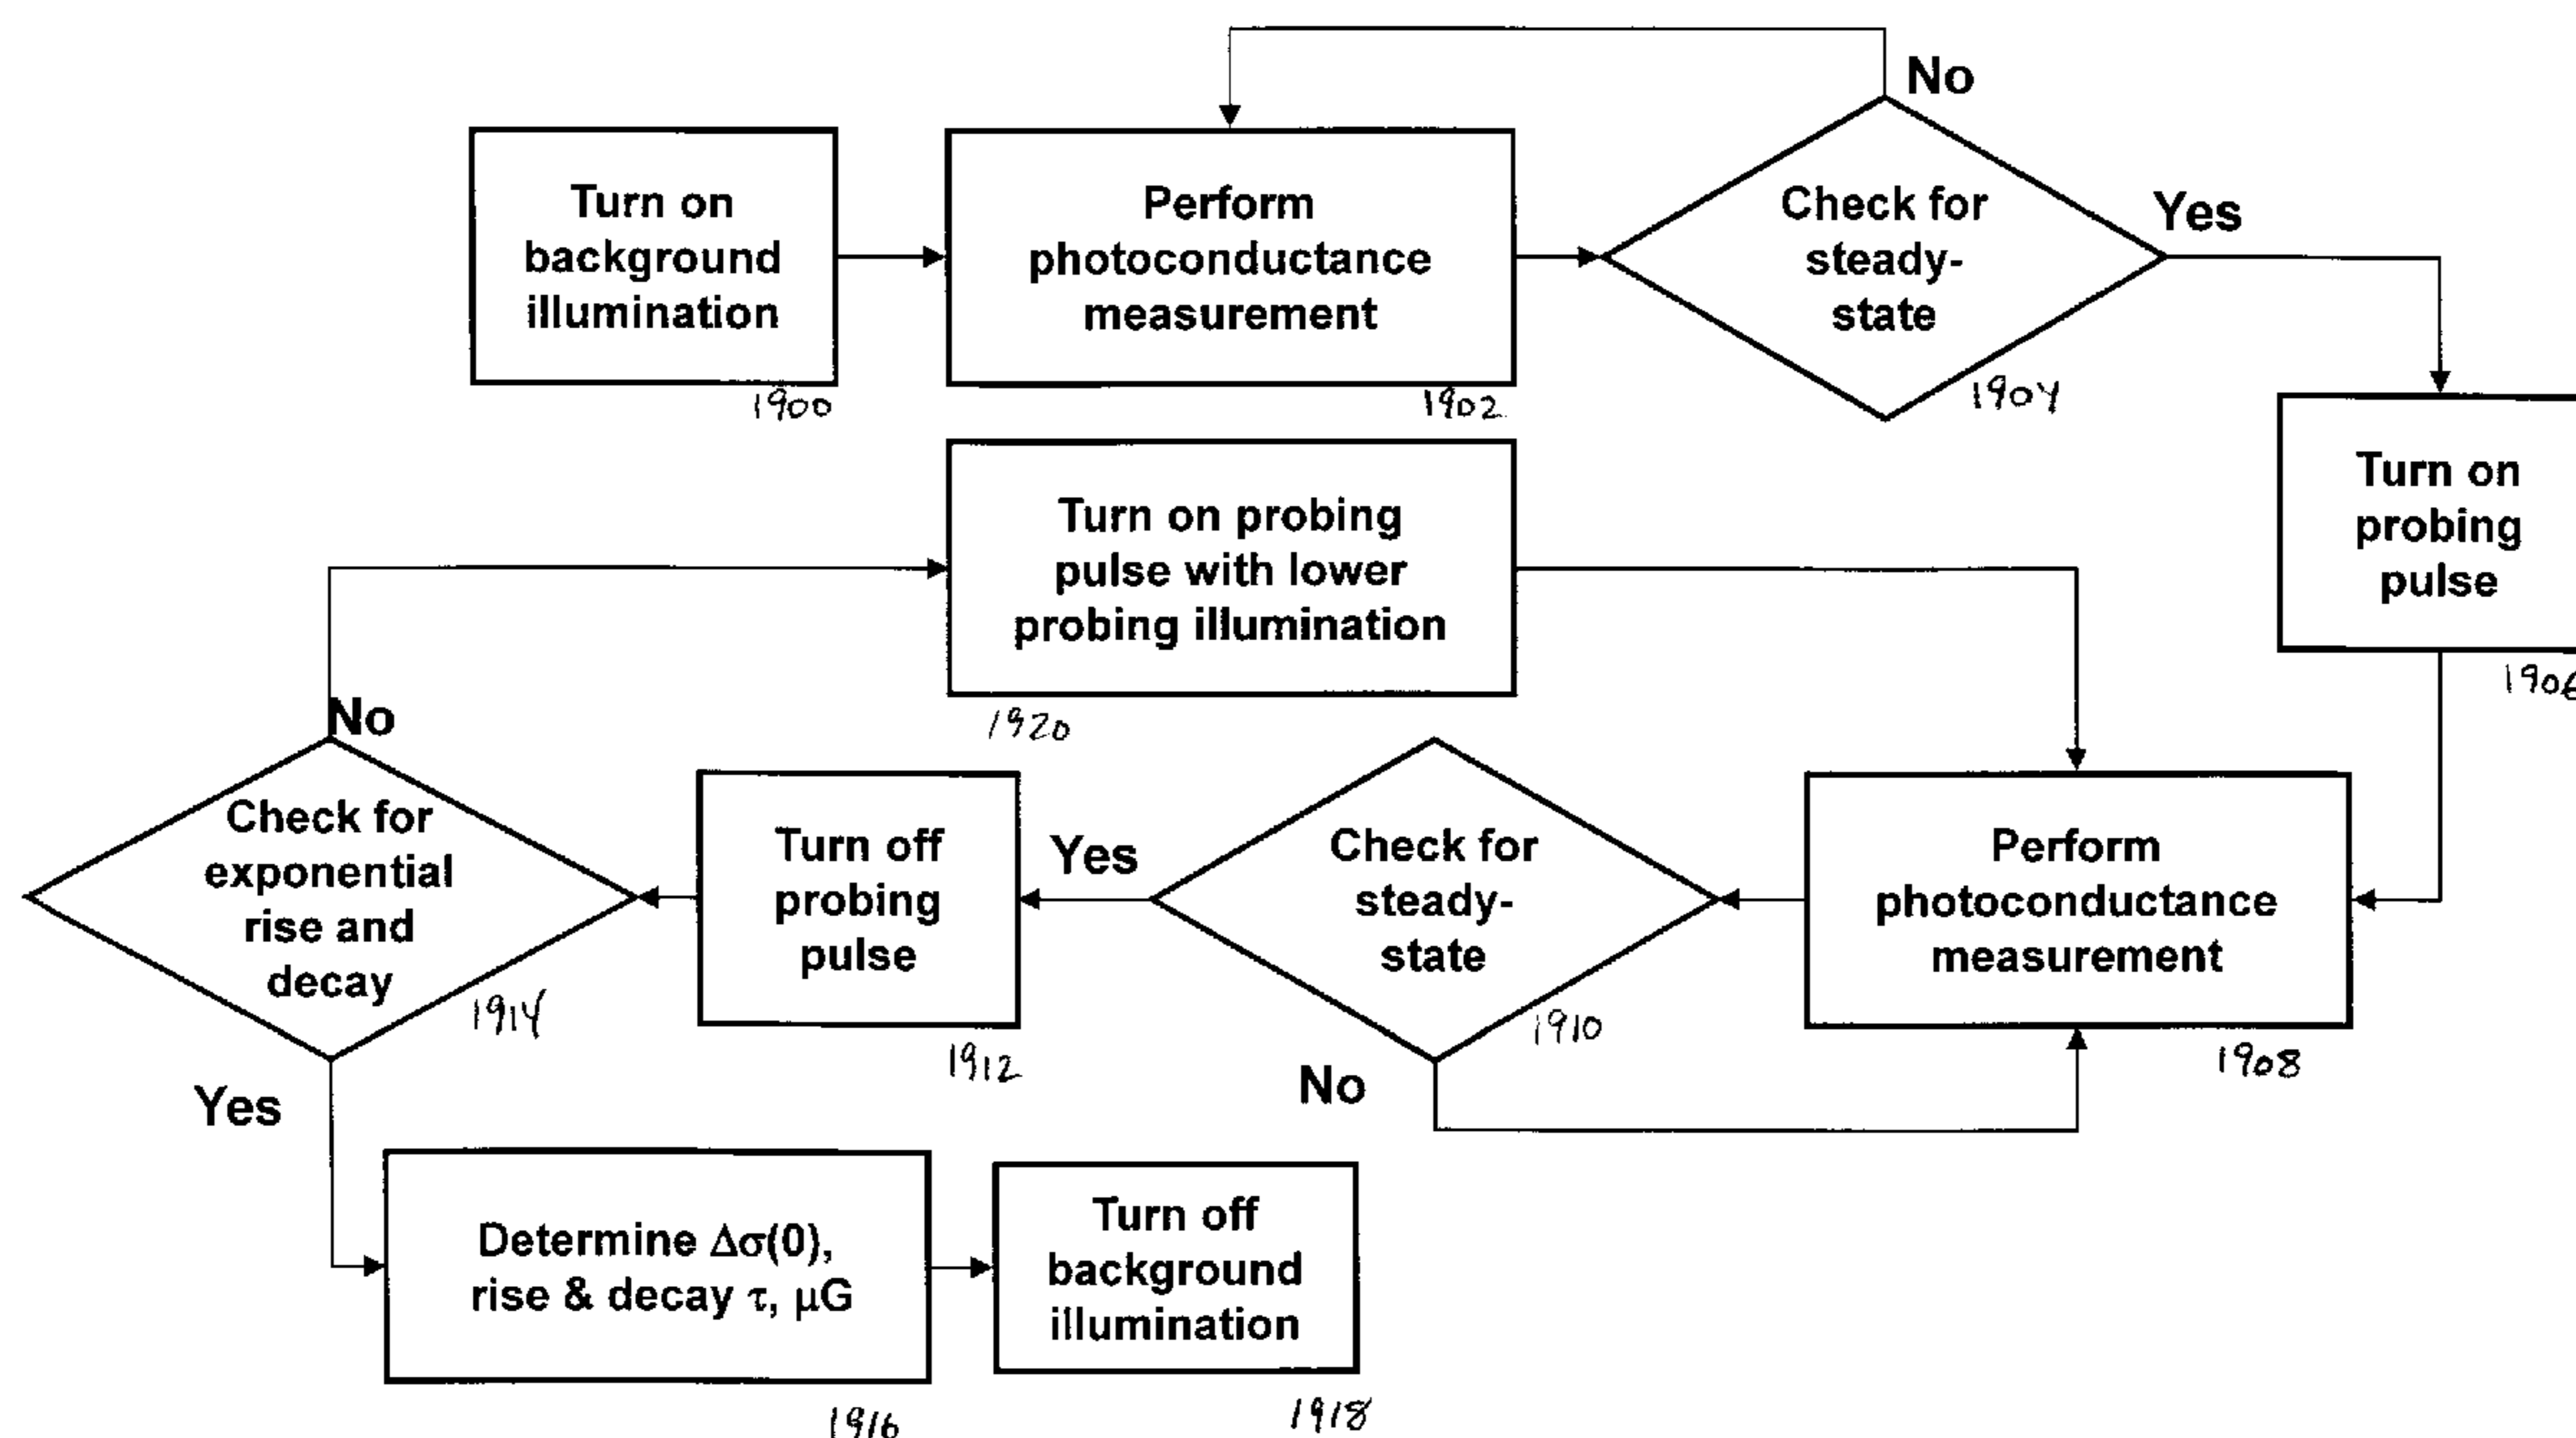 No
Turn on
background
illumination
1900
Perform
photoconductance
measurement
1902
Check for
steady-
state
1904
Yes
Turn on
probing
pulse
Turn on probing
pulse with lower
probing illumination
1920
No
Check for
exponential
rise and
decay
1914
Turn off
probing
pulse
1912
Yes
Check for
steady-
state
1910
No
Perform
photoconductance
measurement
1908
Yes
Determine Δσ(0),
rise & decay τ, μG
1916
Turn off
background
illumination
1918